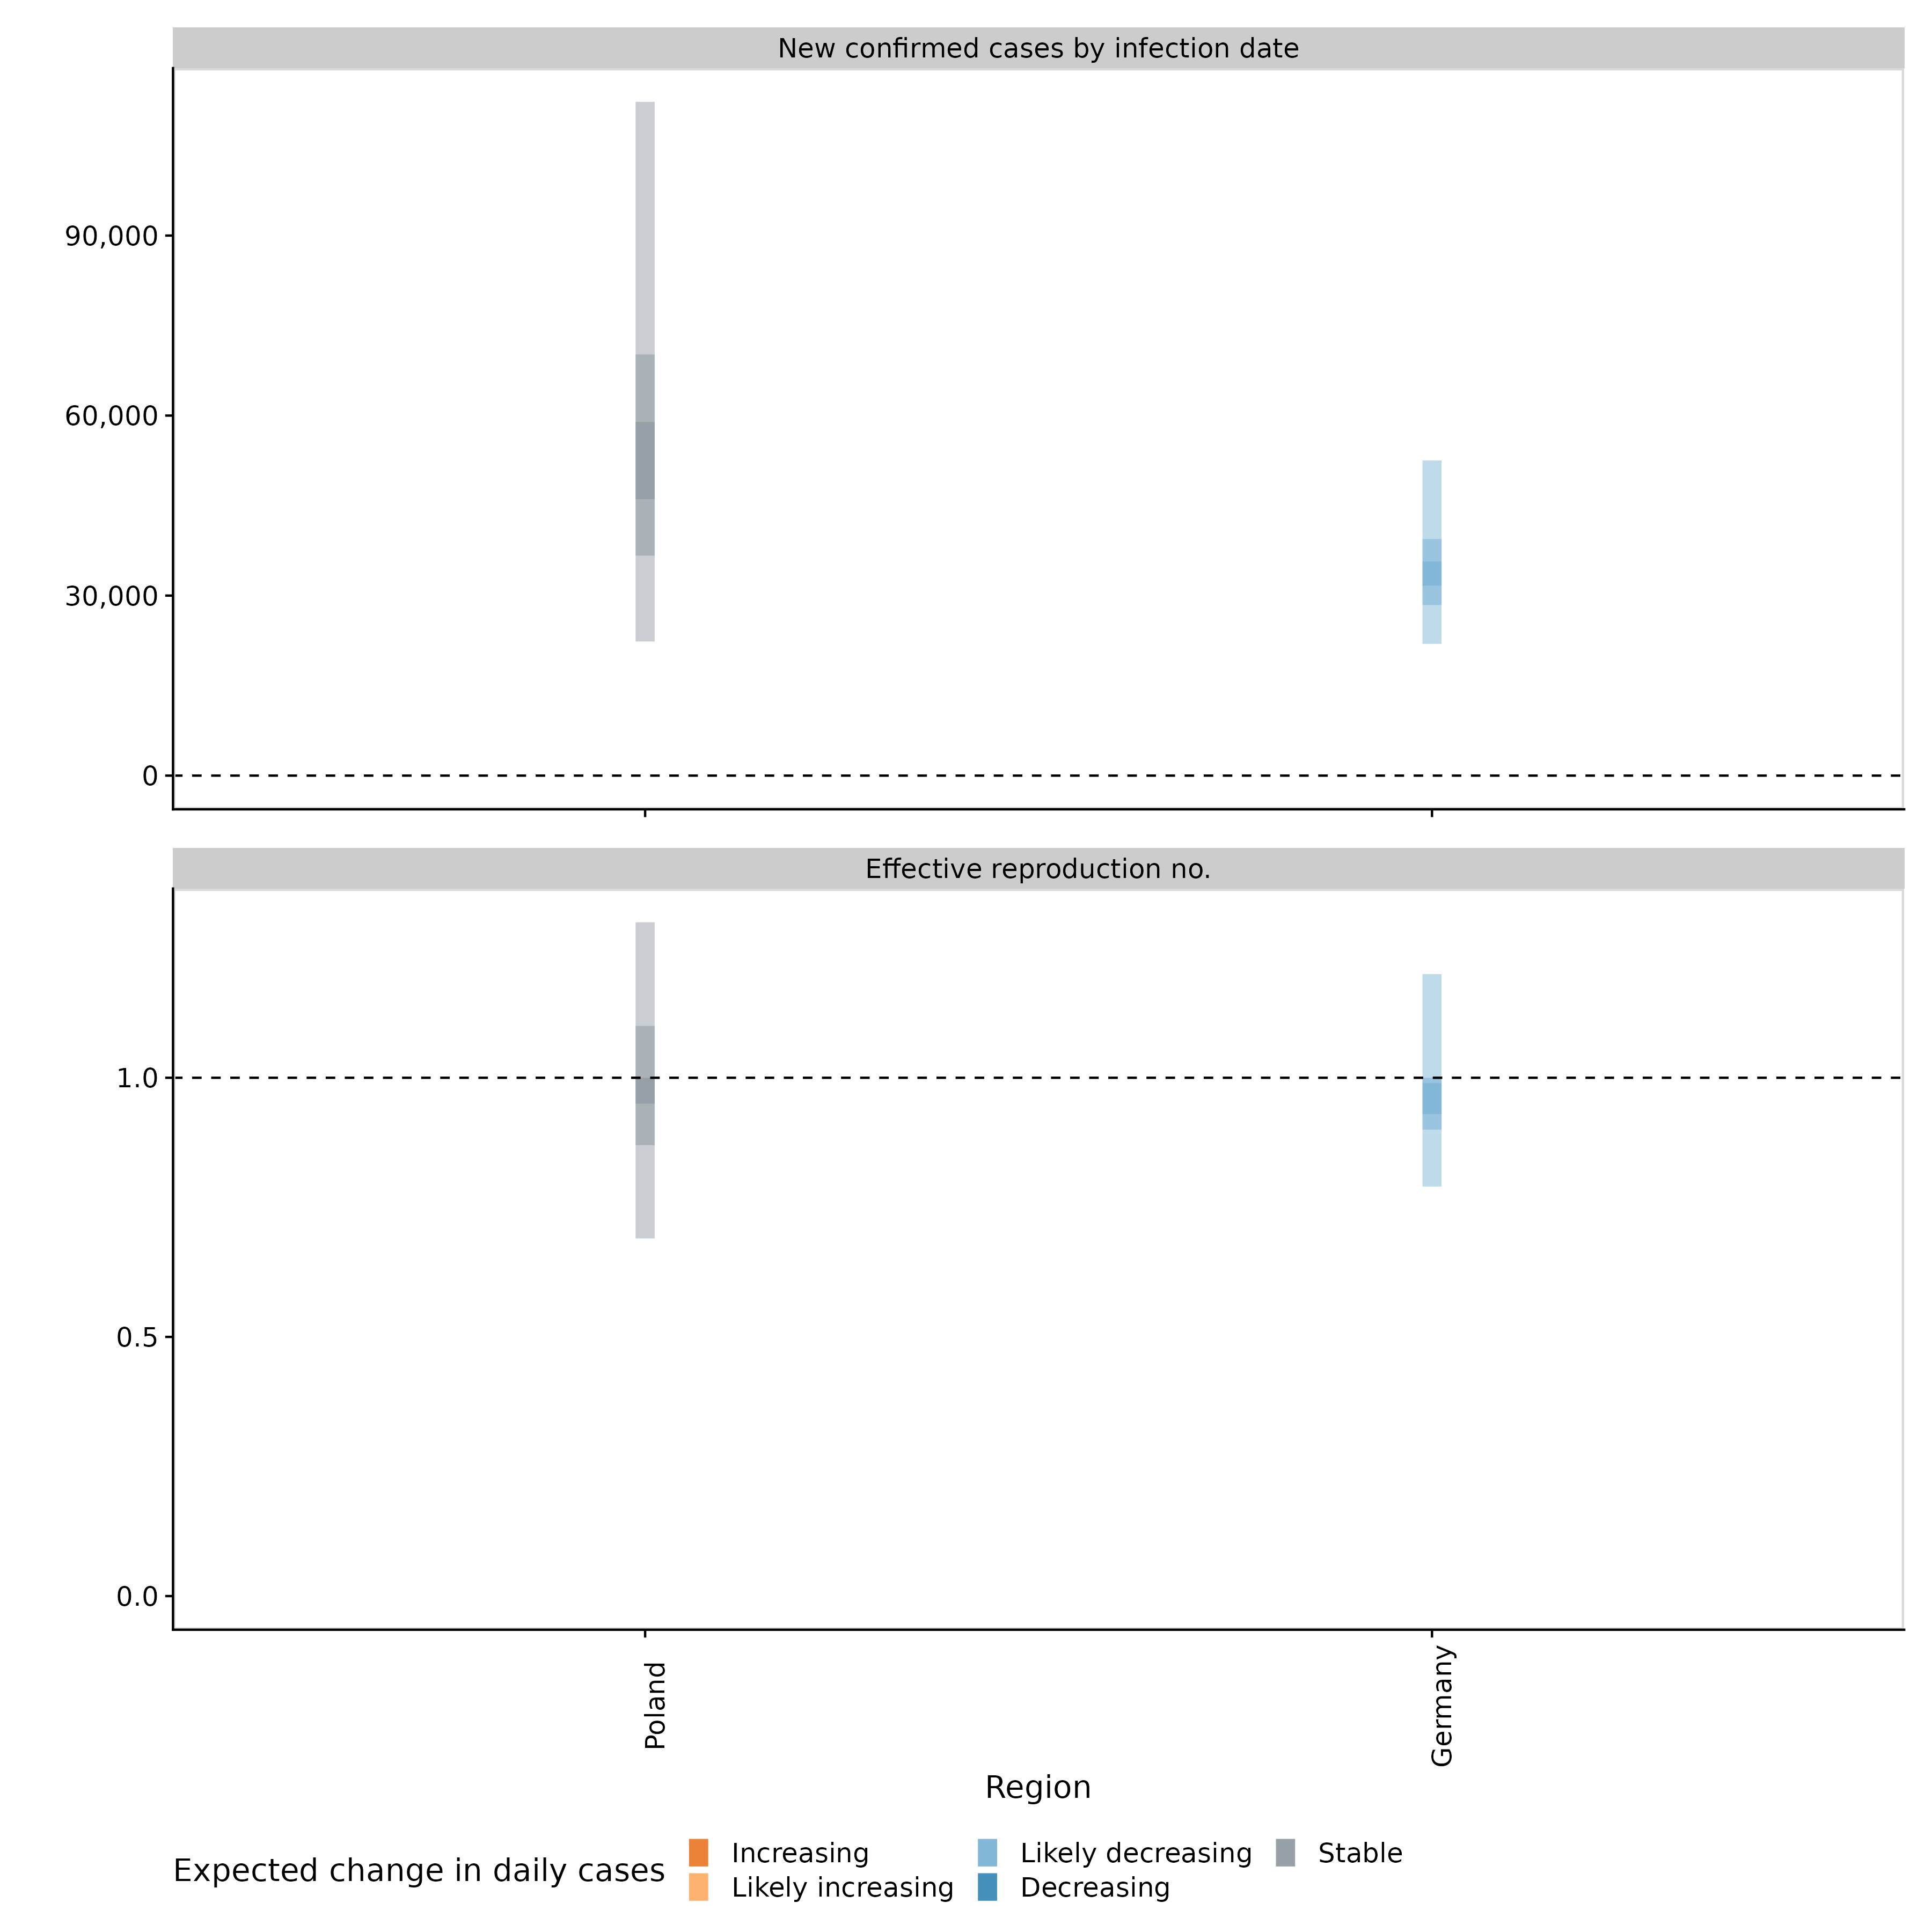 New confirmed cases by infection date
90,000
60,000
30,000
0
Effective reproduction no.
1.0
0.5
0.0
Poland
Germany
Region
Expected change in daily cases
Increasing
Likely increasing
Likely decreasing
Decreasing
Stable